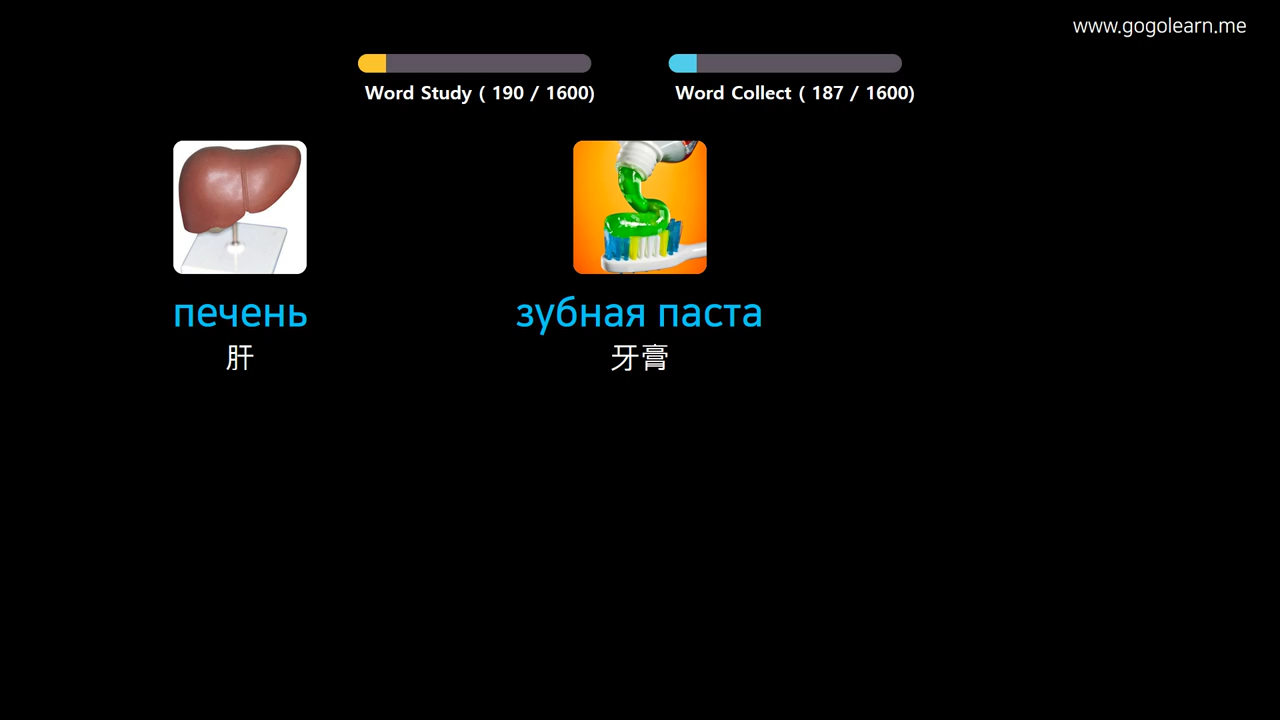 www.gogolearn.me
Word Study ( 190 / 1600)
Word Collect ( 187 / 1600)
печень
肝
зубная паста
牙膏